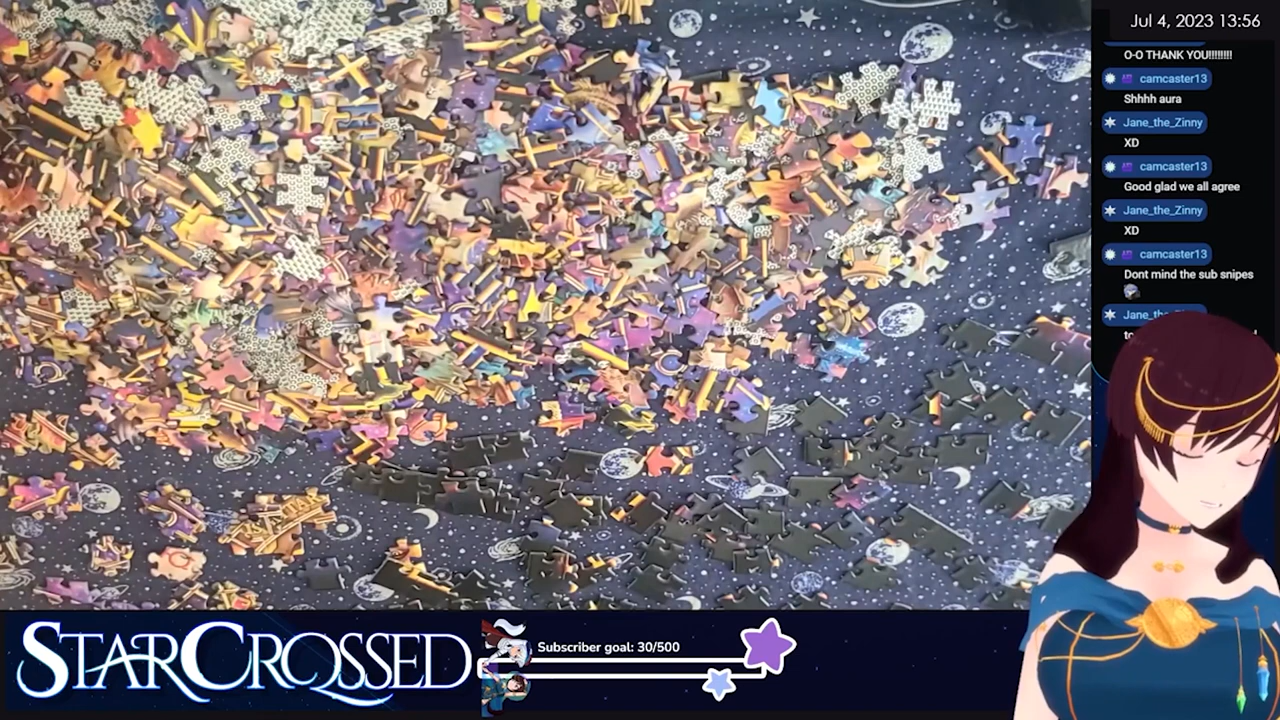 Jul 4, 2023 13:56
O-O THANK YOU!!!!!!!!
camcaster13
Shhhh aura
Jane_the_Zinny
XD
camcaster13
Good glad we all agree
Jane_the_Zinny
XD
camcaster13
Dont mind the sub snipes
STARCROSSED
Subscriber goal: 30/500